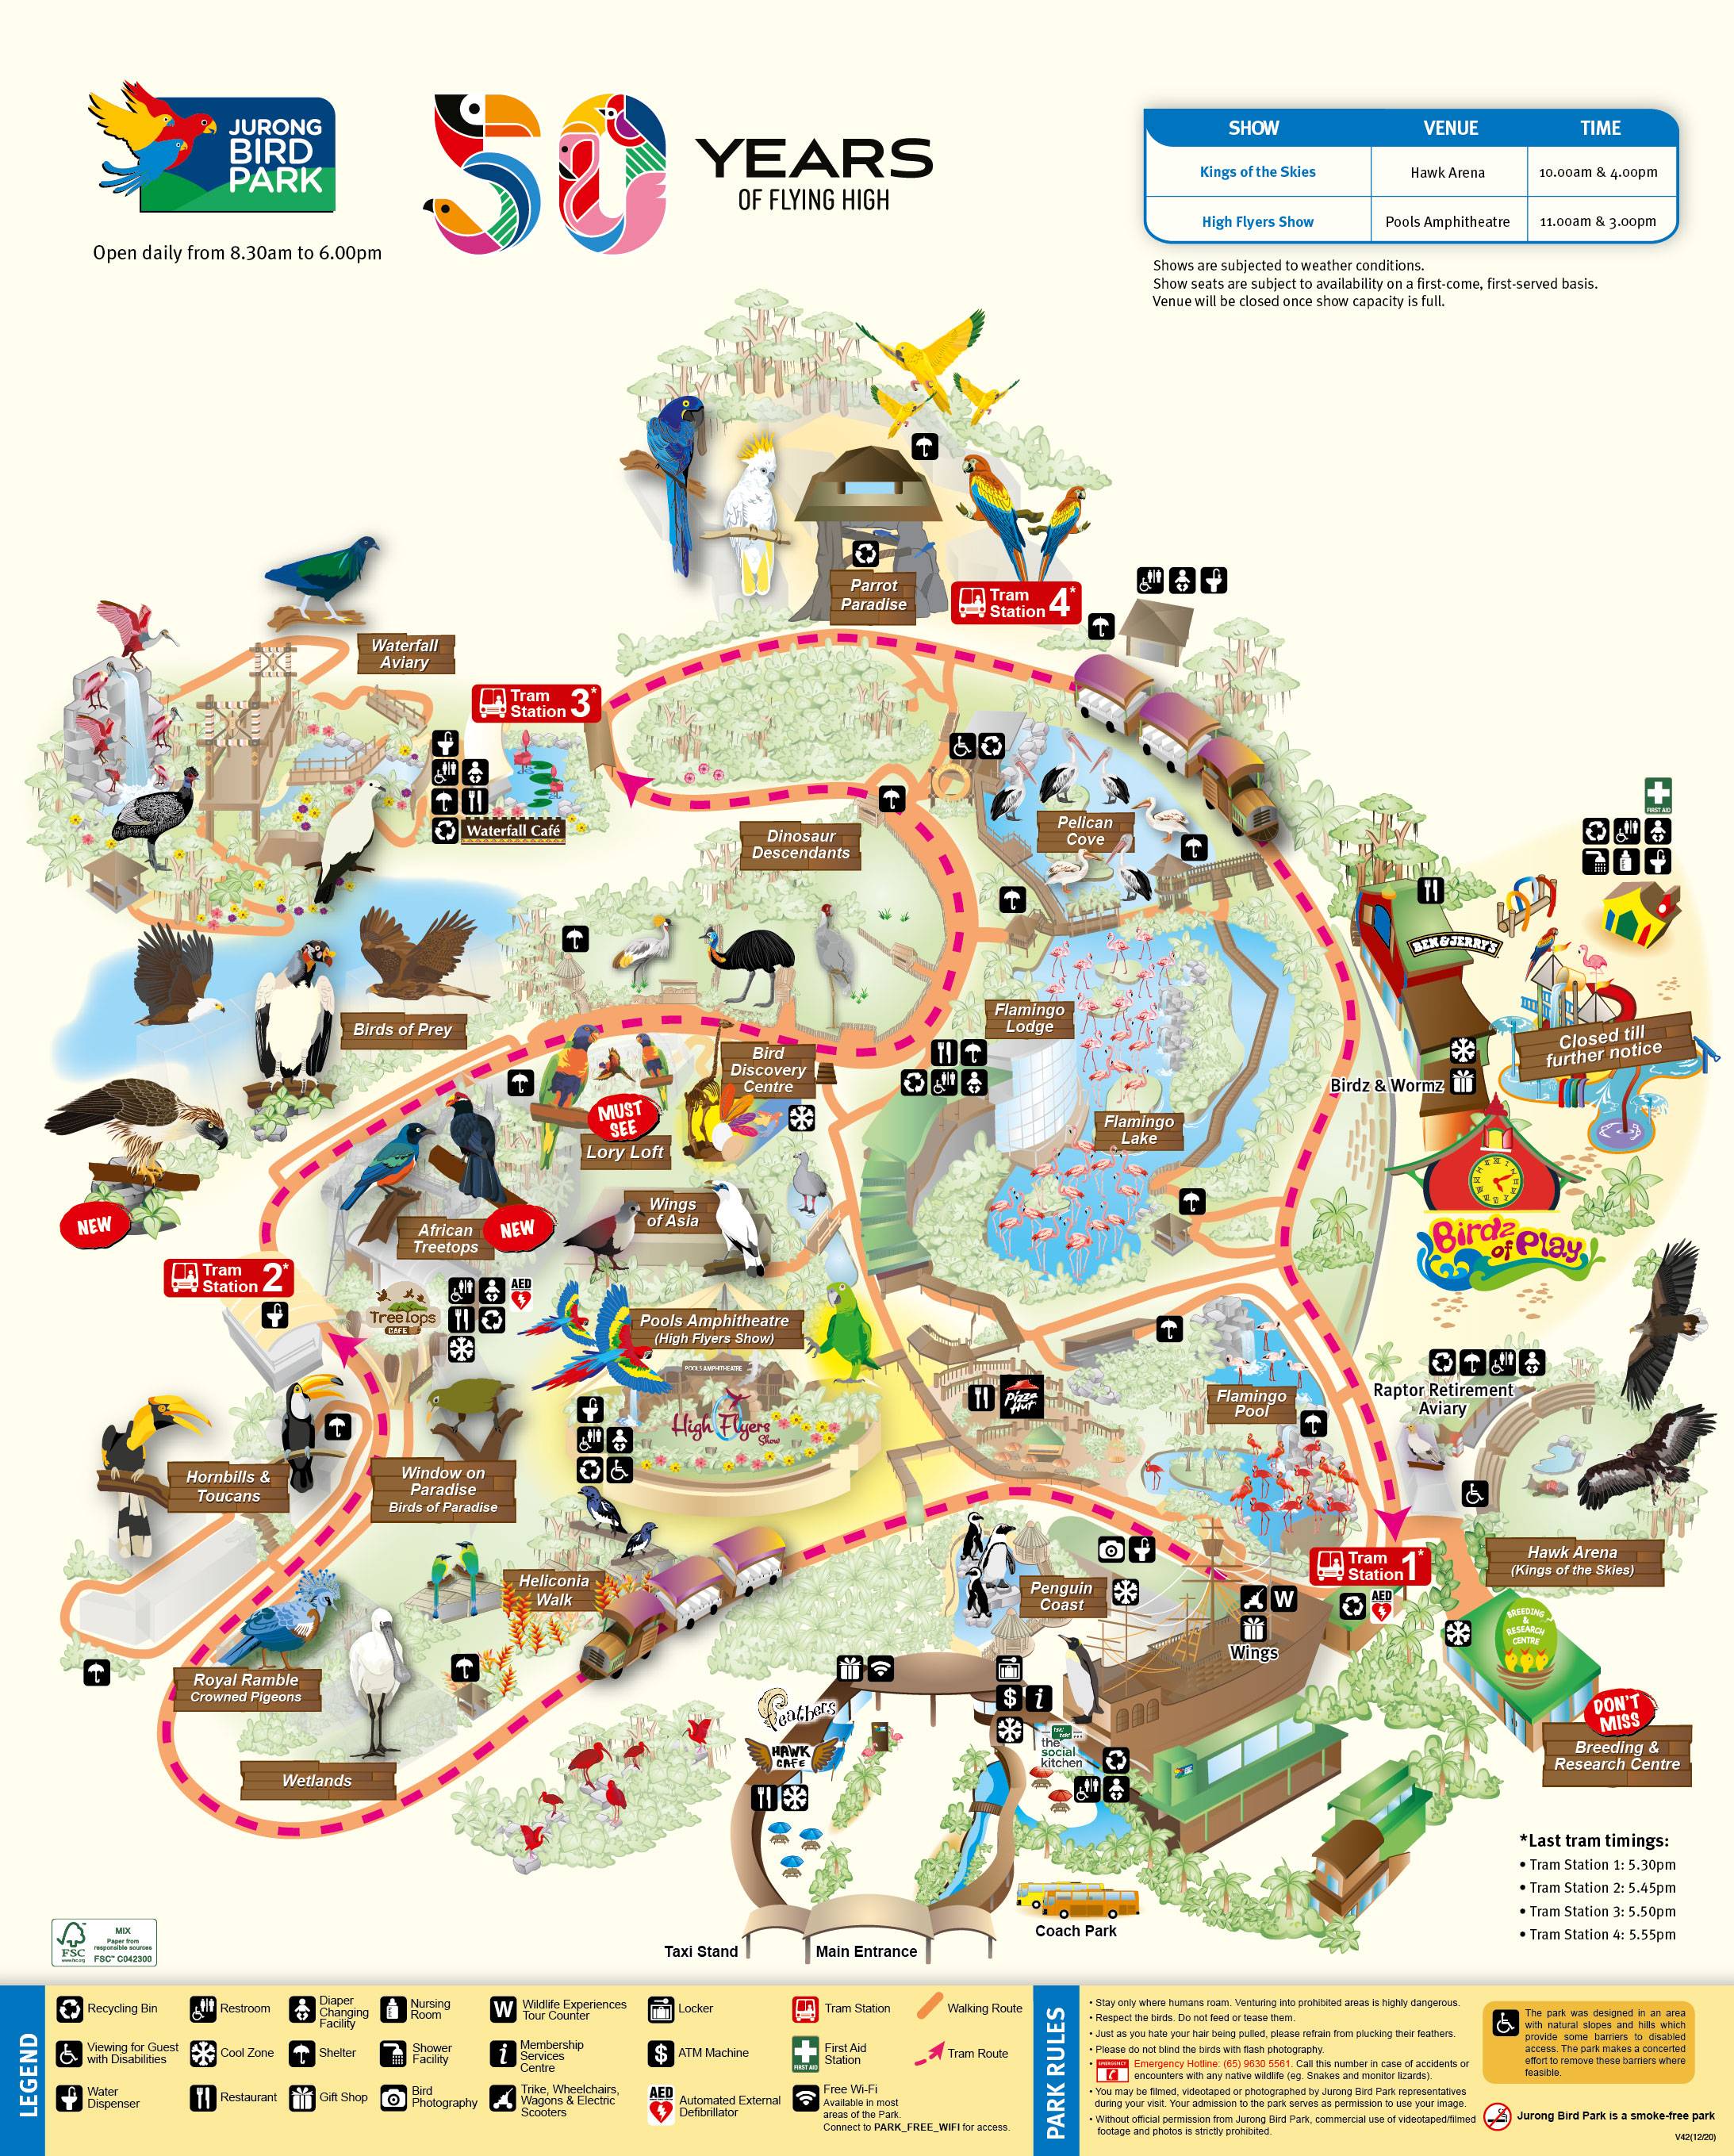 JURONG
BIRD
PARK
Open daily from 8.30am to 6.00pm
50
YEARS
OF FLYING HIGH
SHOW VENUE TIME
Kings of the Skies Hawk Arena 10.00am & 4.00pm
High Flyers Show Pools Amphitheatre 11.00am & 3.00pm
Shows are subjected to weather conditions.
Show seats are subject to availability on a first-come, first-served basis.
Venue will be closed once show capacity is full.
Parrot
Paradise
Tram
Station 4*
Waterfall
Aviary
Tram
Station 3*
Waterfall Café
Dinosaur
Descendants
Pelican
Cove
FIRST AID
BEN & JERRY'S
Birds of Prey
Flamingo
Lodge
Closed till
further notice
Bird
Discovery
Centre
Birdz & Wormz
MUST
SEE
Lory Loft
Flamingo
Lake
NEW
African
Treetops
NEW
Wings
of Asia
Birdz
of Play
Tram
Station 2*
TreeTops
CAFE
AED
Pools Amphitheatre
(High Flyers Show)
POOLS AMPHITHEATRE
High Flyers
Show
Pizza
Hut
Flamingo
Pool
Raptor Retirement
Aviary
Hornbills &
Toucans
Window on
Paradise
Birds of Paradise
Hawk Arena
(Kings of the Skies)
Tram
Station 1*
AED
Heliconia
Walk
Penguin
Coast
W
Wings
BREEDING
&
RESEARCH
CENTRE
Royal Ramble
Crowned Pigeons
Feathers
HAWK
CAFE
$ i
the
social
kitchen
DON'T
MISS
Breeding &
Research Centre
Wetlands
*Last tram timings:
• Tram Station 1: 5.30pm
• Tram Station 2: 5.45pm
• Tram Station 3: 5.50pm
• Tram Station 4: 5.55pm
Coach Park
Taxi Stand
Main Entrance
FSC
www.fsc.org
MIX
Paper from
responsible sources
FSC™ C042300
LEGEND
Recycling Bin
Restroom
Diaper
Changing
Facility
Nursing
Room
W
Wildlife Experiences
Tour Counter
Locker
Tram Station
Walking Route
Viewing for Guest
with Disabilities
Cool Zone
Shelter
Shower
Facility
i
Membership
Services
Centre
$
ATM Machine
FIRST AID
First Aid
Station
Tram Route
Water
Dispenser
Restaurant
Gift Shop
Bird
Photography
Trike, Wheelchairs,
Wagons & Electric
Scooters
AED
Automated External
Defibrillator
Free Wi-Fi
Available in most
areas of the Park.
Connect to PARK_FREE_WIFI for access.
PARK RULES
• Stay only where humans roam. Venturing into prohibited areas is highly dangerous.
• Respect the birds. Do not feed or tease them.
• Just as you hate your hair being pulled, please refrain from plucking their feathers.
• Please do not blind the birds with flash photography.
• EMERGENCY Emergency Hotline: (65) 9630 5561. Call this number in case of accidents or
encounters with any native wildlife (eg. Snakes and monitor lizards).
• You may be filmed, videotaped or photographed by Jurong Bird Park representatives
during your visit. Your admission to the park serves as permission to use your image.
• Without official permission from Jurong Bird Park, commercial use of videotaped/filmed
footage and photos is strictly prohibited.
The park was designed in an area
with natural slopes and hills which
provide some barriers to disabled
access. The park makes a concerted
effort to remove these barriers where
feasible.
Jurong Bird Park is a smoke-free park
V42(12/20)